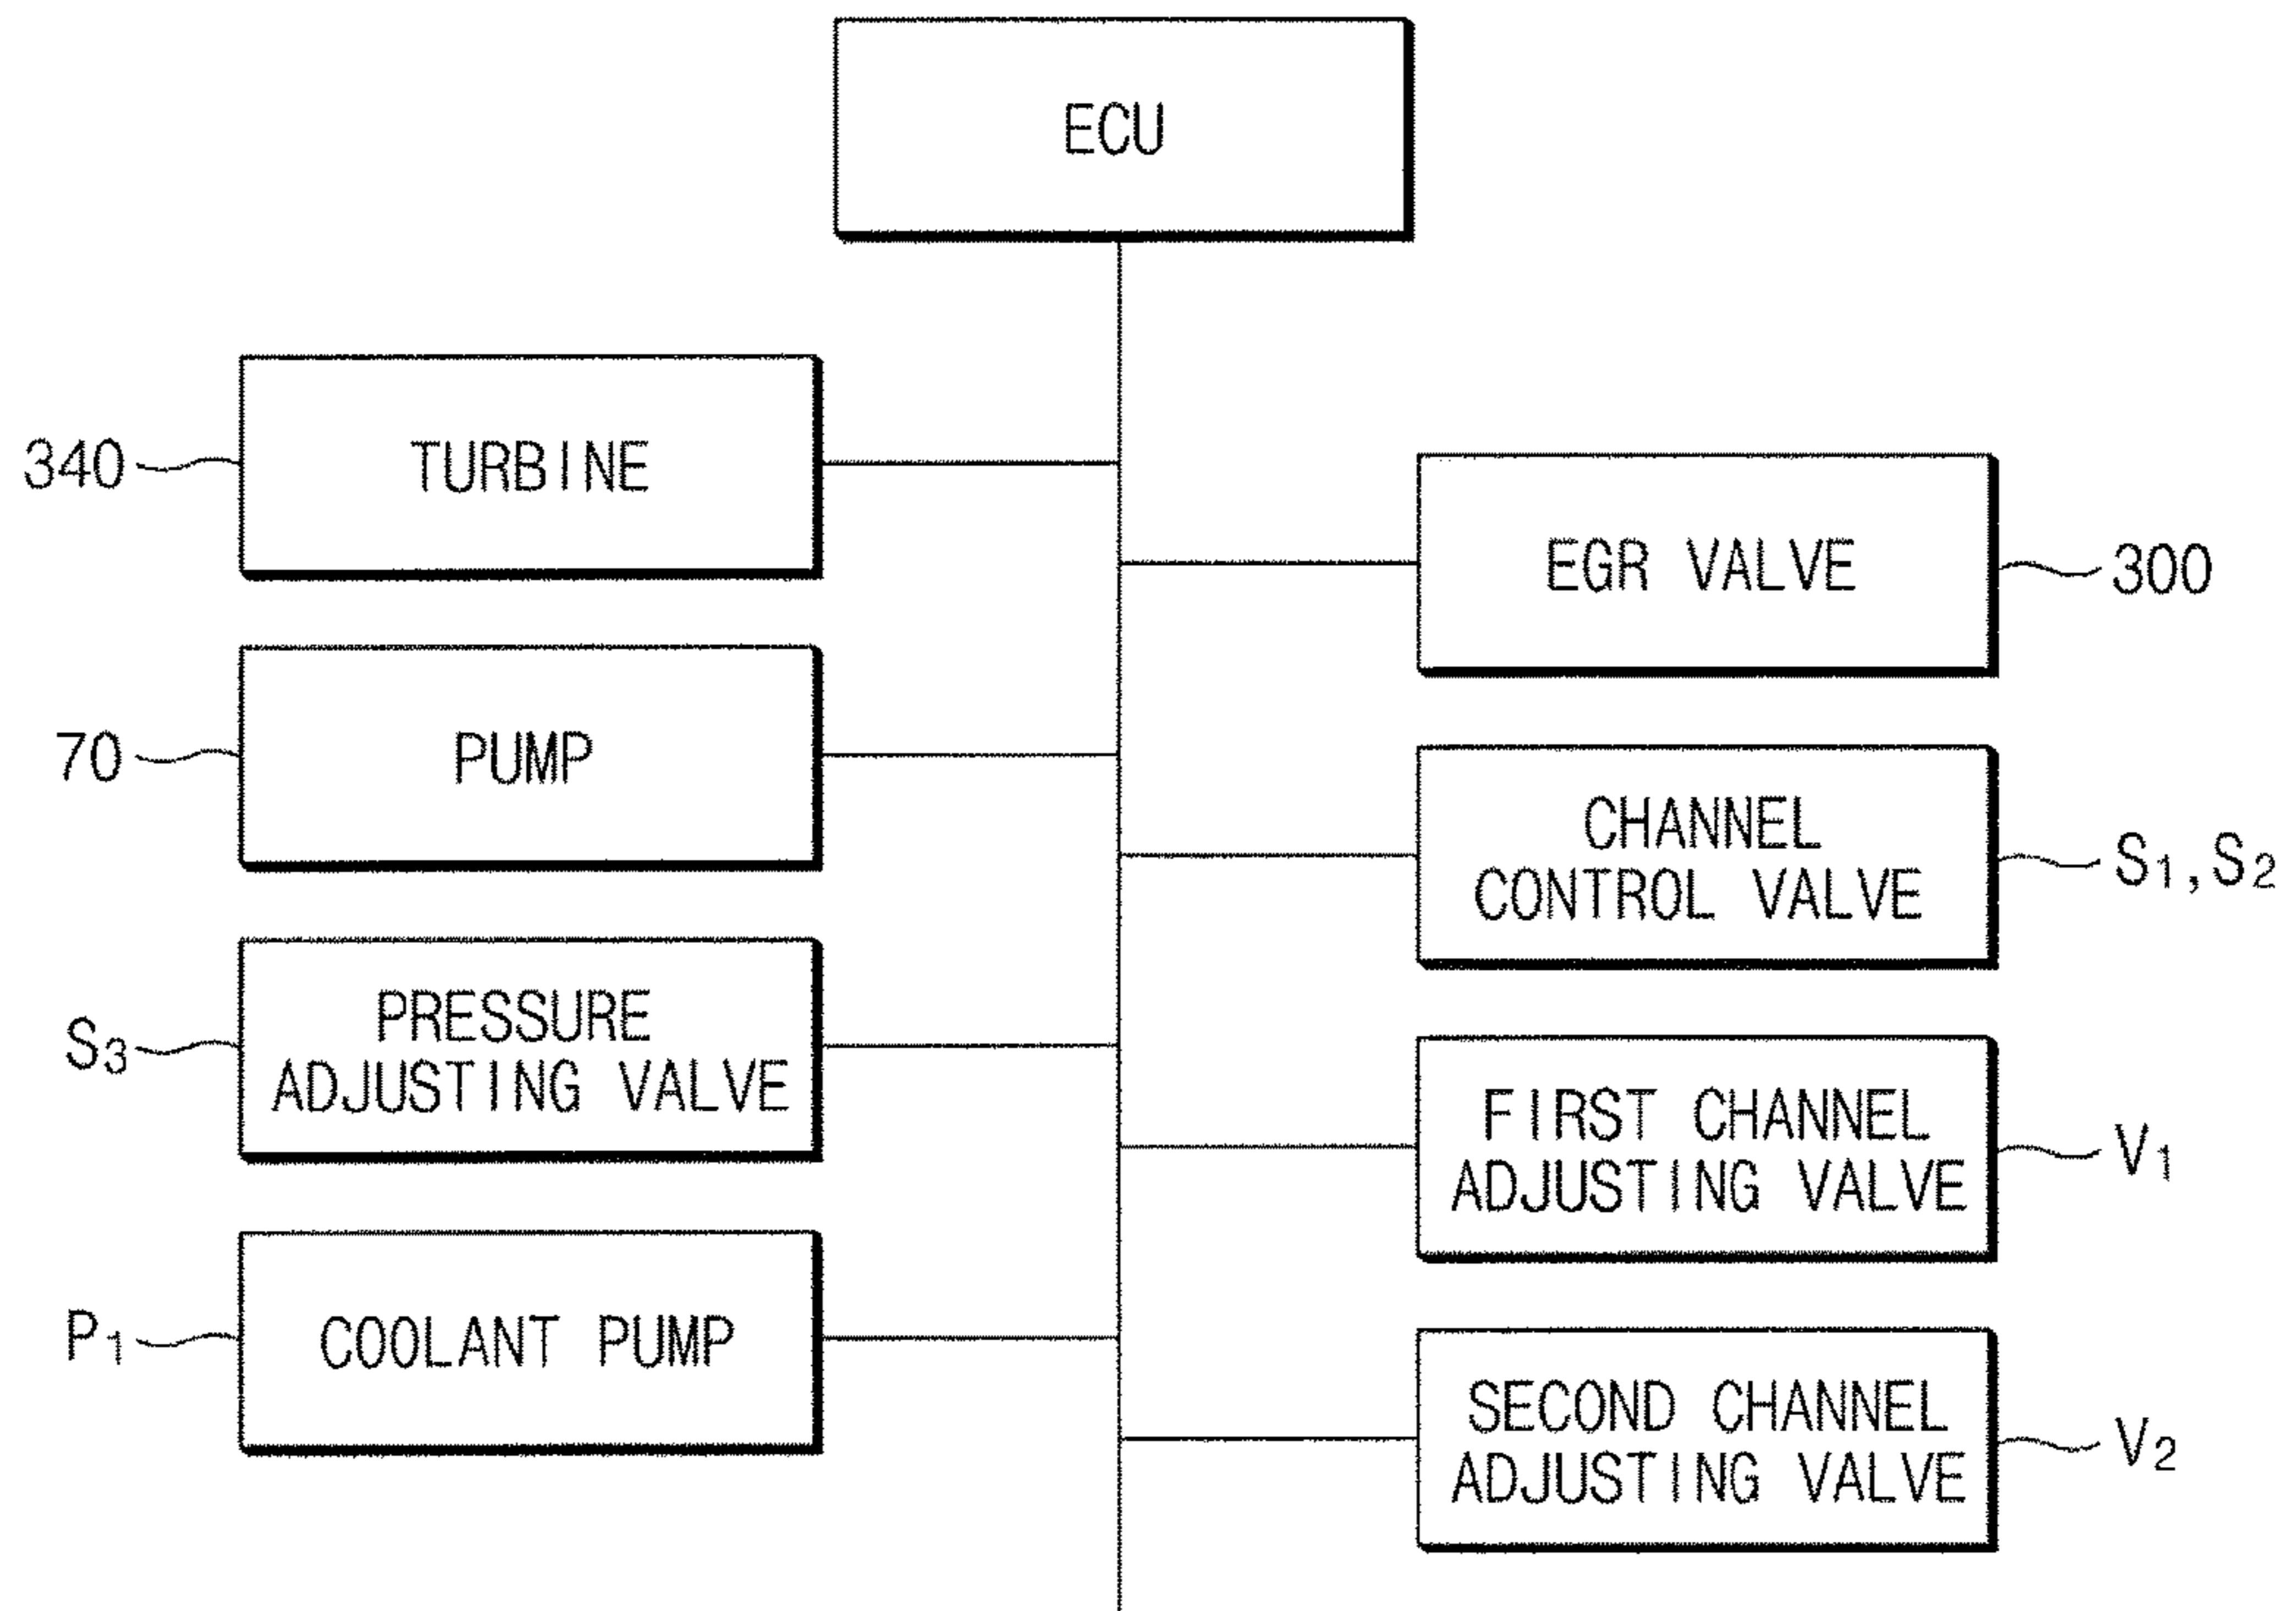 ECU
340
TURBINE
EGR VALVE
300
70
PUMP
CHANNEL
CONTROL VALVE
S1,S2
S3
PRESSURE
ADJUSTING VALVE
FIRST CHANNEL
ADJUSTING VALVE
V1
P1
COOLANT PUMP
SECOND CHANNEL
ADJUSTING VALVE
V2